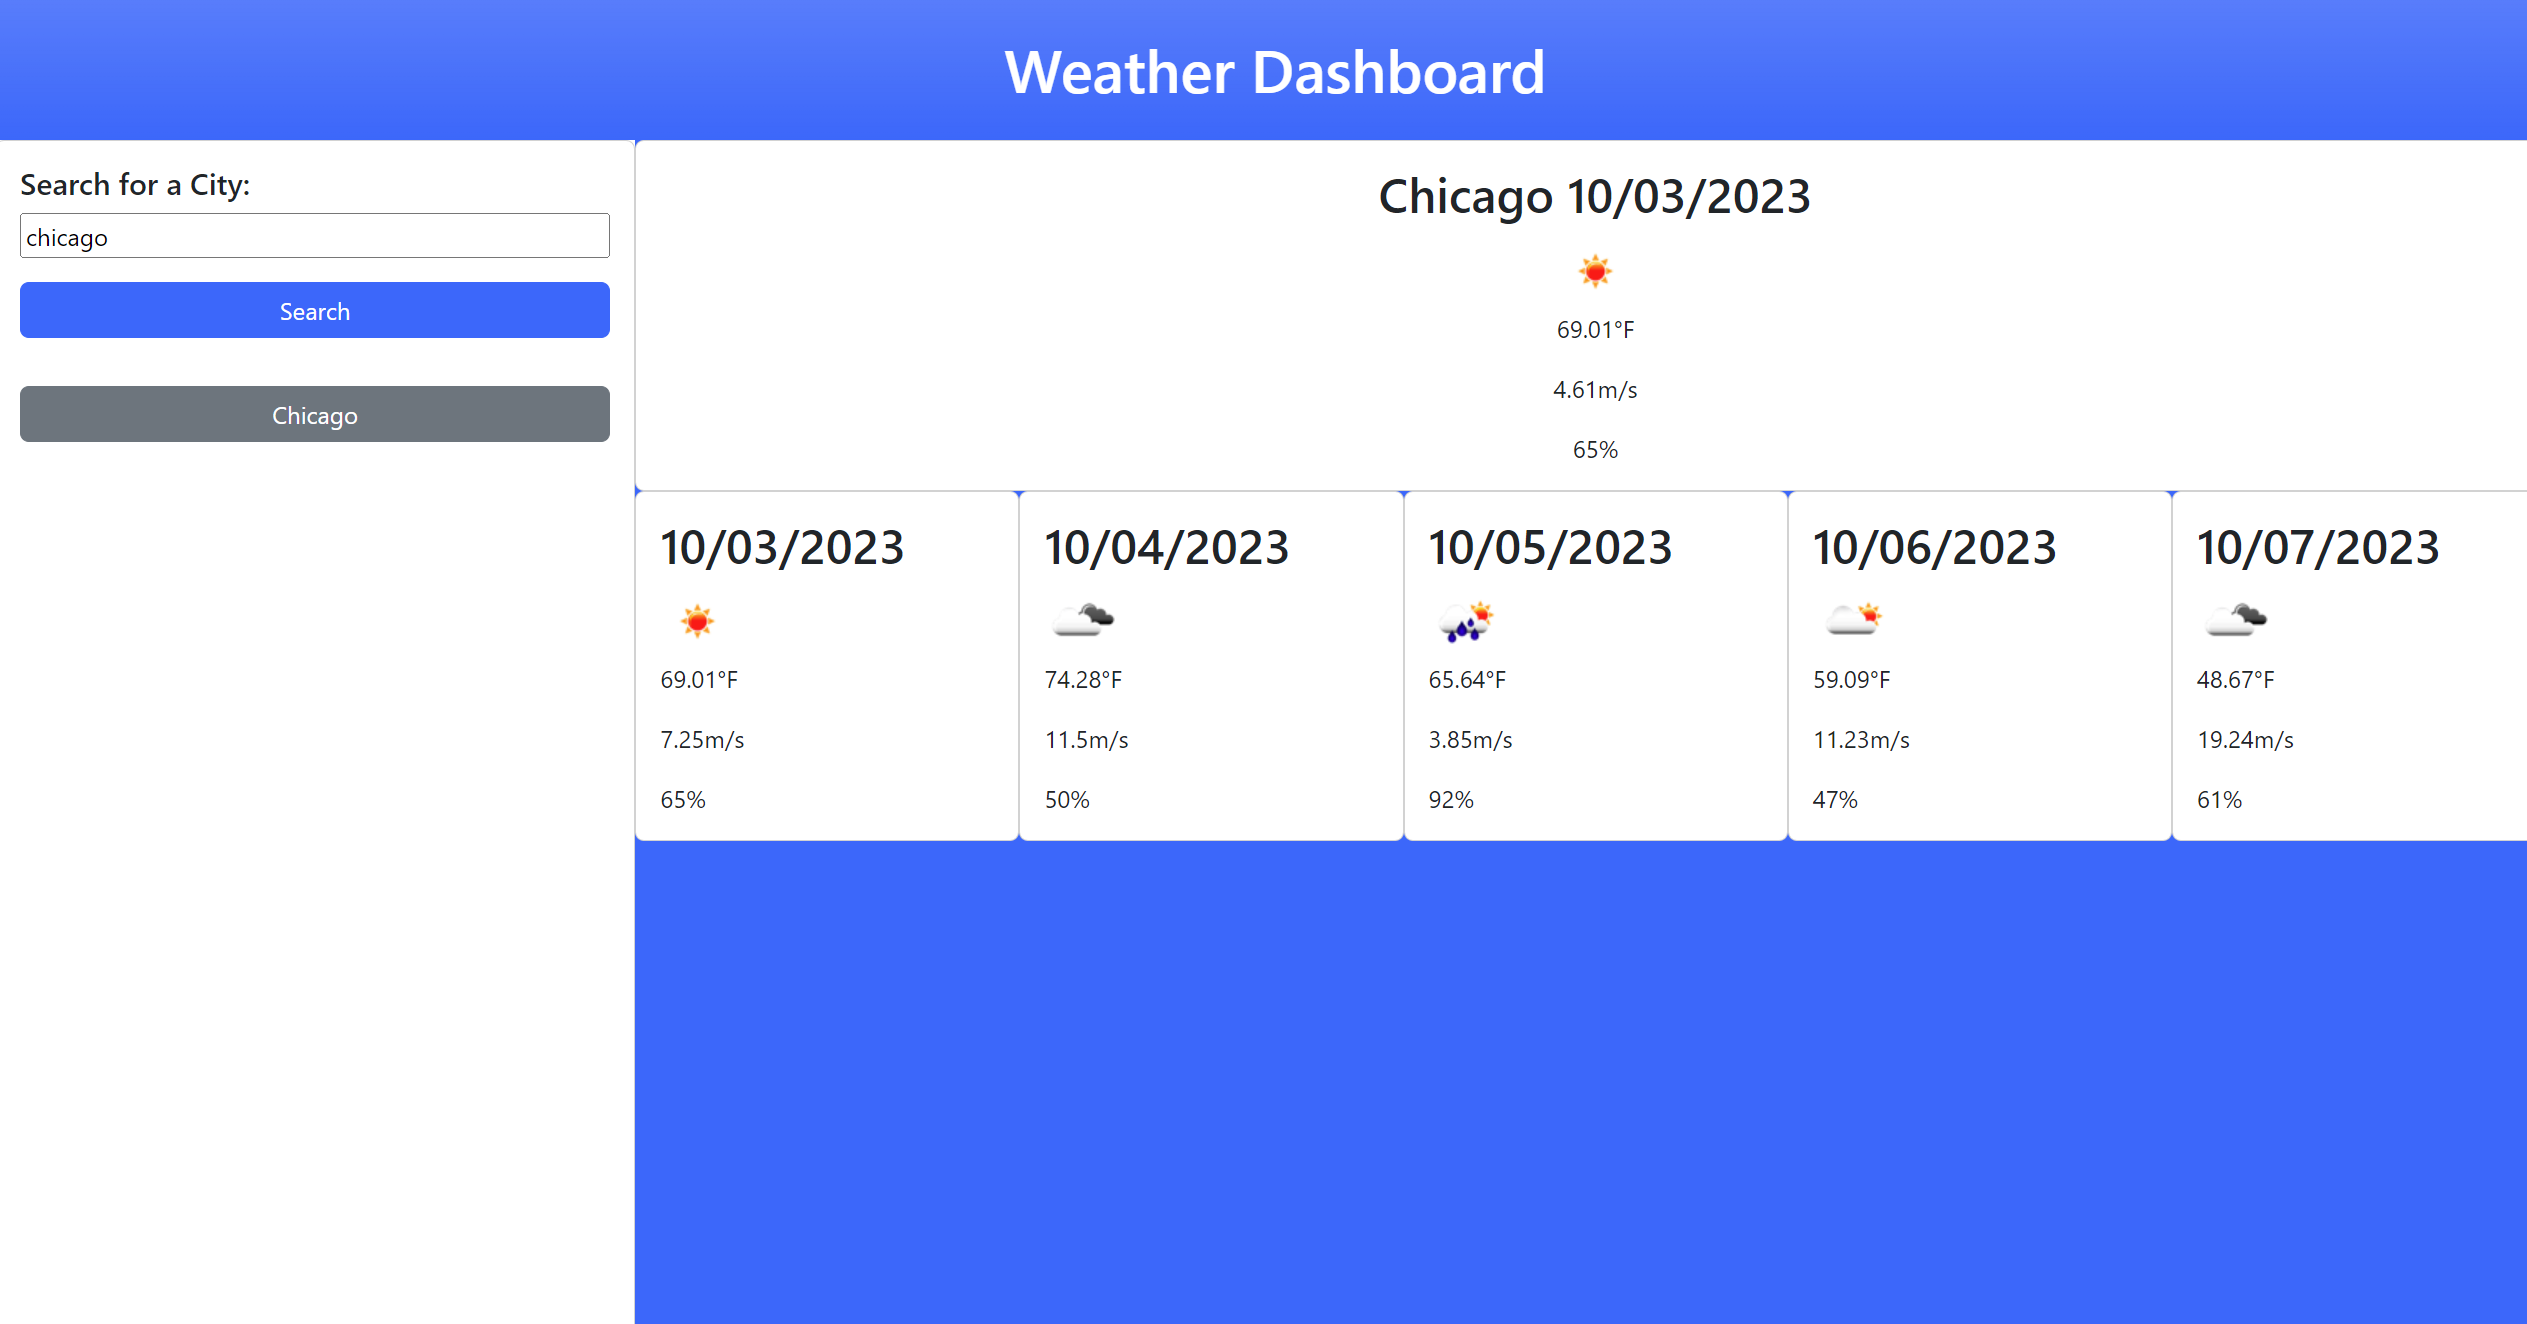 Weather Dashboard
Search for a City:
chicago
Search
Chicago
Chicago 10/03/2023
69.01°F
4.61m/s
65%
10/03/2023
69.01°F
7.25m/s
65%
10/04/2023
74.28°F
11.5m/s
50%
10/05/2023
65.64°F
3.85m/s
92%
10/06/2023
59.09°F
11.23m/s
47%
10/07/2023
48.67°F
19.24m/s
61%